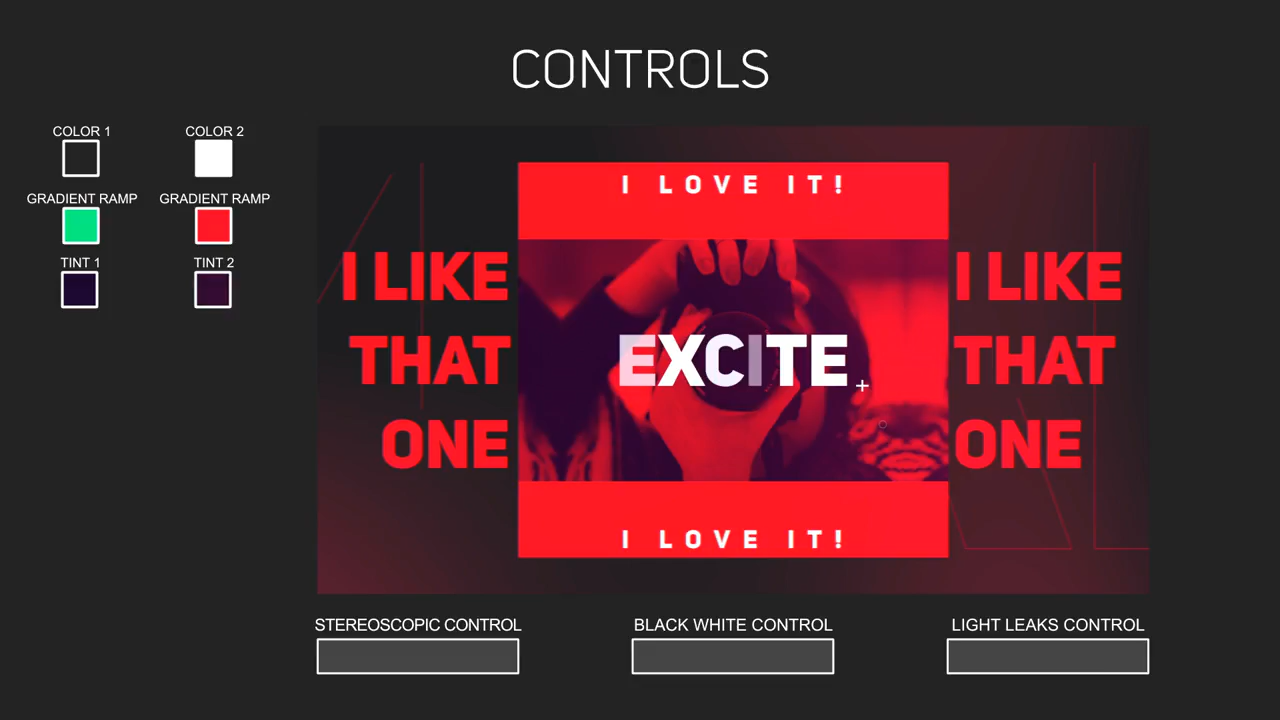 CONTROLS
COLOR 1
COLOR 2
GRADIENT RAMP
GRADIENT RAMP
TINT 1
TINT 2
I LOVE IT!
I LIKE
THAT
ONE
EXCITE
I LIKE
THAT
ONE
I LOVE IT!
STEREOSCOPIC CONTROL
BLACK WHITE CONTROL
LIGHT LEAKS CONTROL